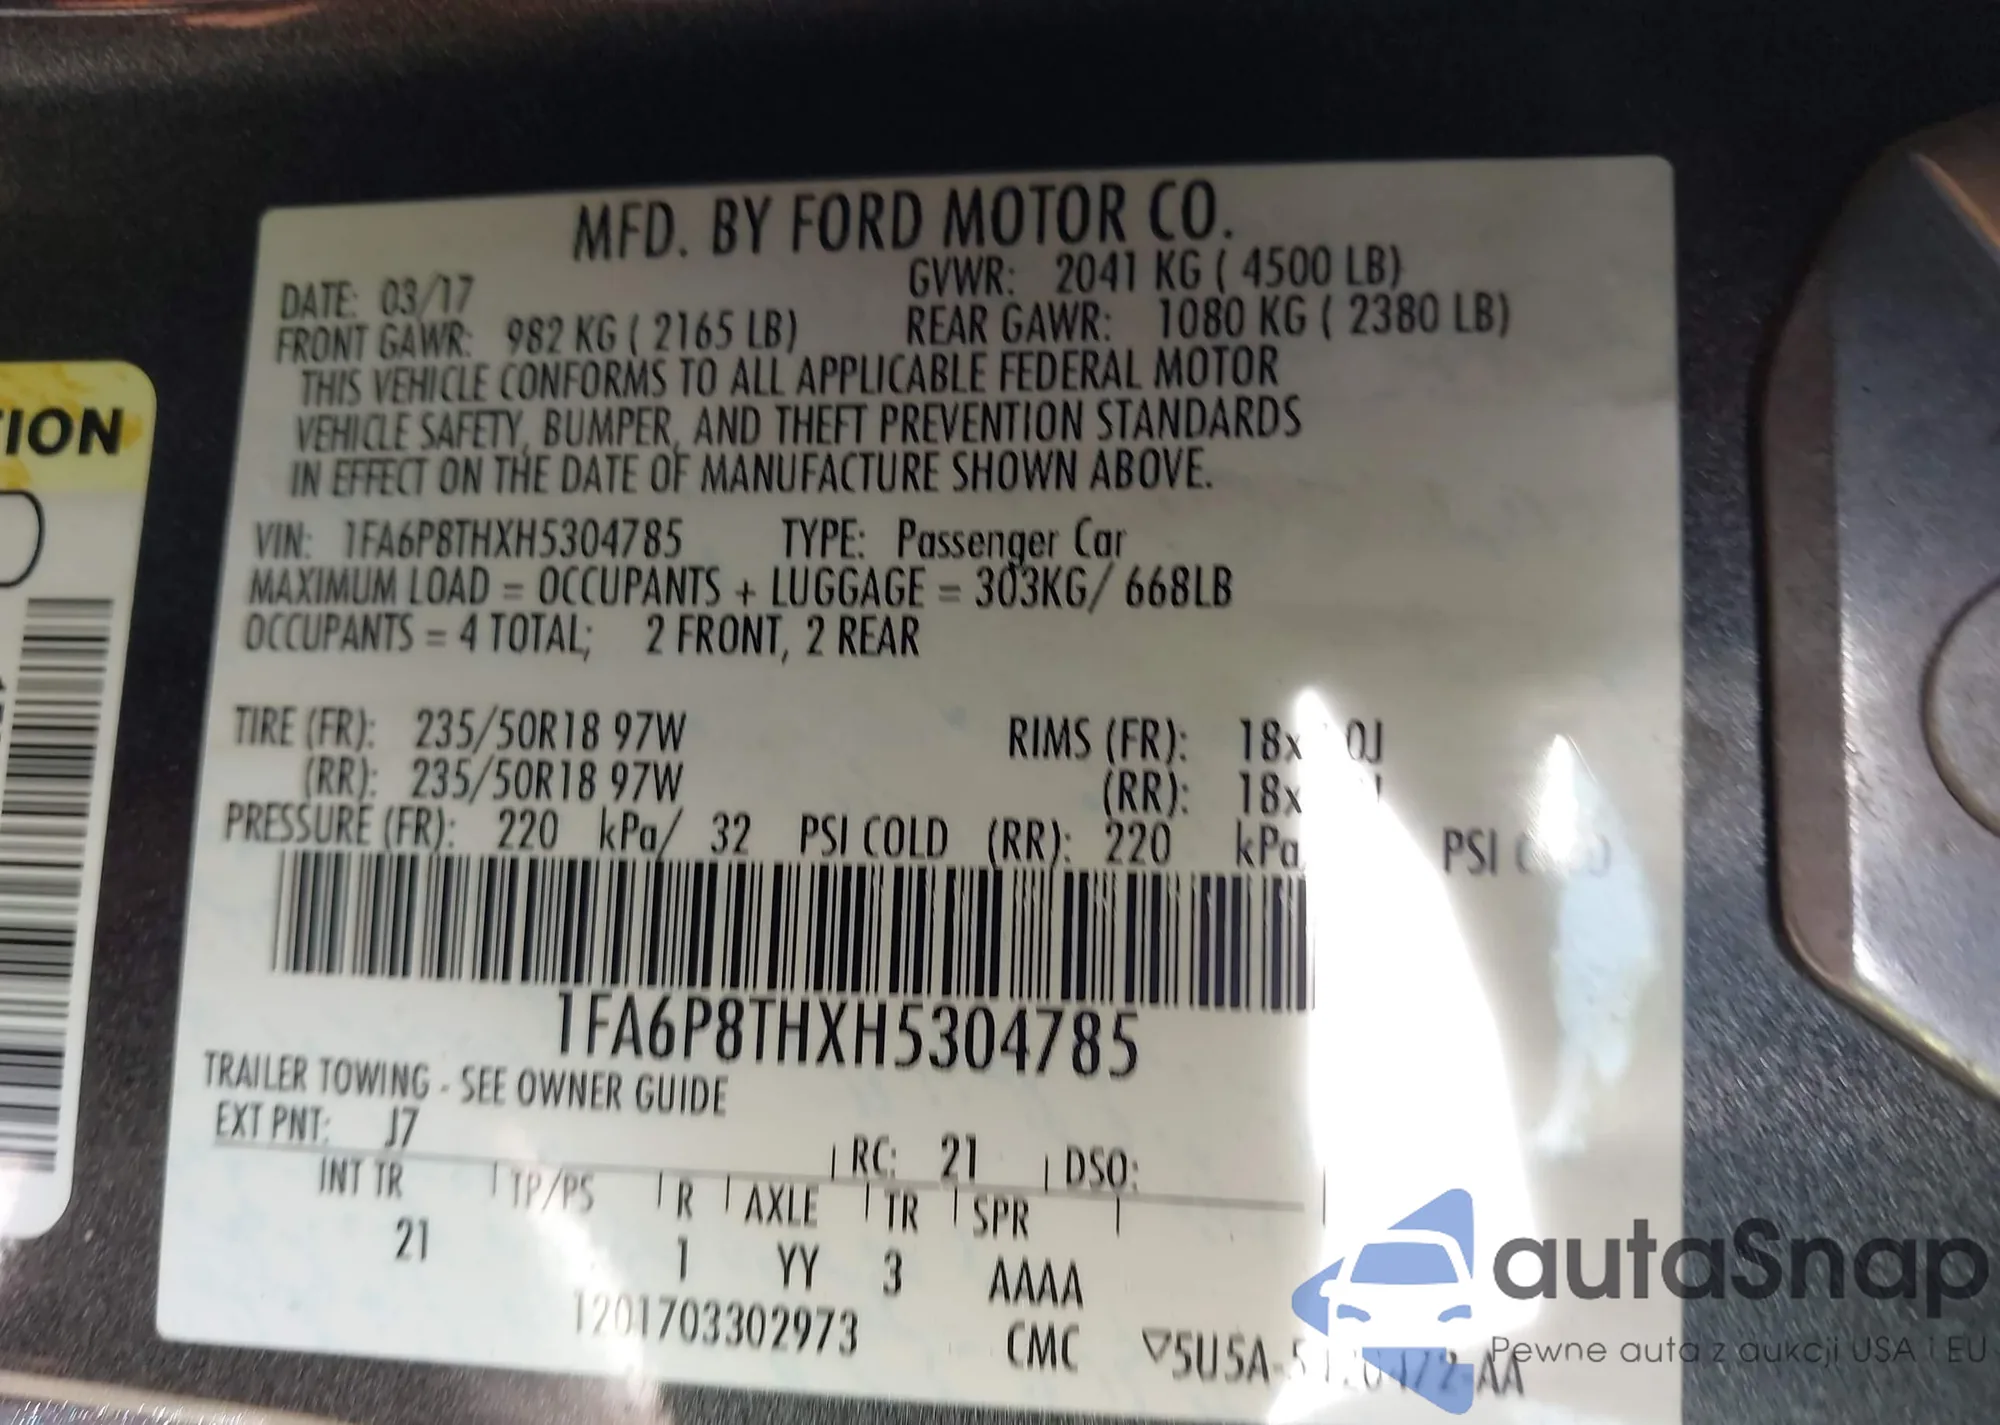 MFD. BY FORD MOTOR CO.
DATE: 03/17 GVWR: 2041 KG ( 4500 LB)
FRONT GAWR: 982 KG ( 2165 LB) REAR GAWR: 1080 KG ( 2380 LB)
THIS VEHICLE CONFORMS TO ALL APPLICABLE FEDERAL MOTOR
VEHICLE SAFETY, BUMPER, AND THEFT PREVENTION STANDARDS
IN EFFECT ON THE DATE OF MANUFACTURE SHOWN ABOVE.
VIN: 1FA6P8THXH5304785 TYPE: Passenger Car
MAXIMUM LOAD = OCCUPANTS + LUGGAGE = 303KG/ 668LB
OCCUPANTS = 4 TOTAL; 2 FRONT, 2 REAR
TIRE (FR): 235/50R18 97W RIMS (FR):
(RR): 235/50R18 97W (RR):
PRESSURE (FR): 220 kPa/ 32 PSI COLD (RR): 220 kPa PSI
1FA6P8THXH5304785
TRAILER TOWING - SEE OWNER GUIDE
EXT PNT: J7 RC: 21 DSO:
INT TR TP/PS R AXLE TR SPR
21 1 YY 3 AAAA
1201703302973 CMC
TION
autaSnap
Pewne auta z aukcji USA i EU